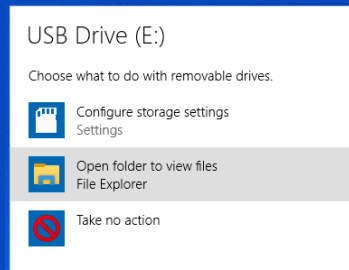 USB Drive (E:)
Choose what to do with removable drives.
Configure storage settings
Settings
Open folder to view files
File Explorer
Take no action